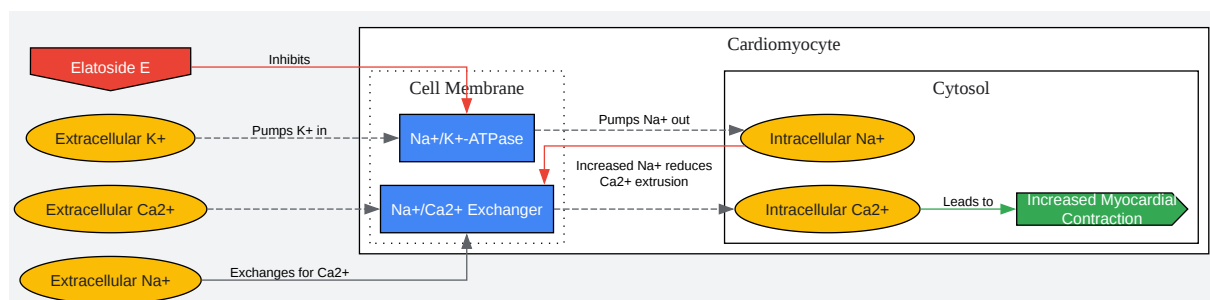 Cardiomyocyte
Elatoside E
Inhibits
Cell Membrane
Cytosol
Extracellular K+
Pumps K+ in
Na+/K+-ATPase
Pumps Na+ out
Intracellular Na+
Increased Na+ reduces
Ca2+ extrusion
Extracellular Ca2+
Na+/Ca2+ Exchanger
Intracellular Ca2+
Leads to
Increased Myocardial
Contraction
Extracellular Na+
Exchanges for Ca2+